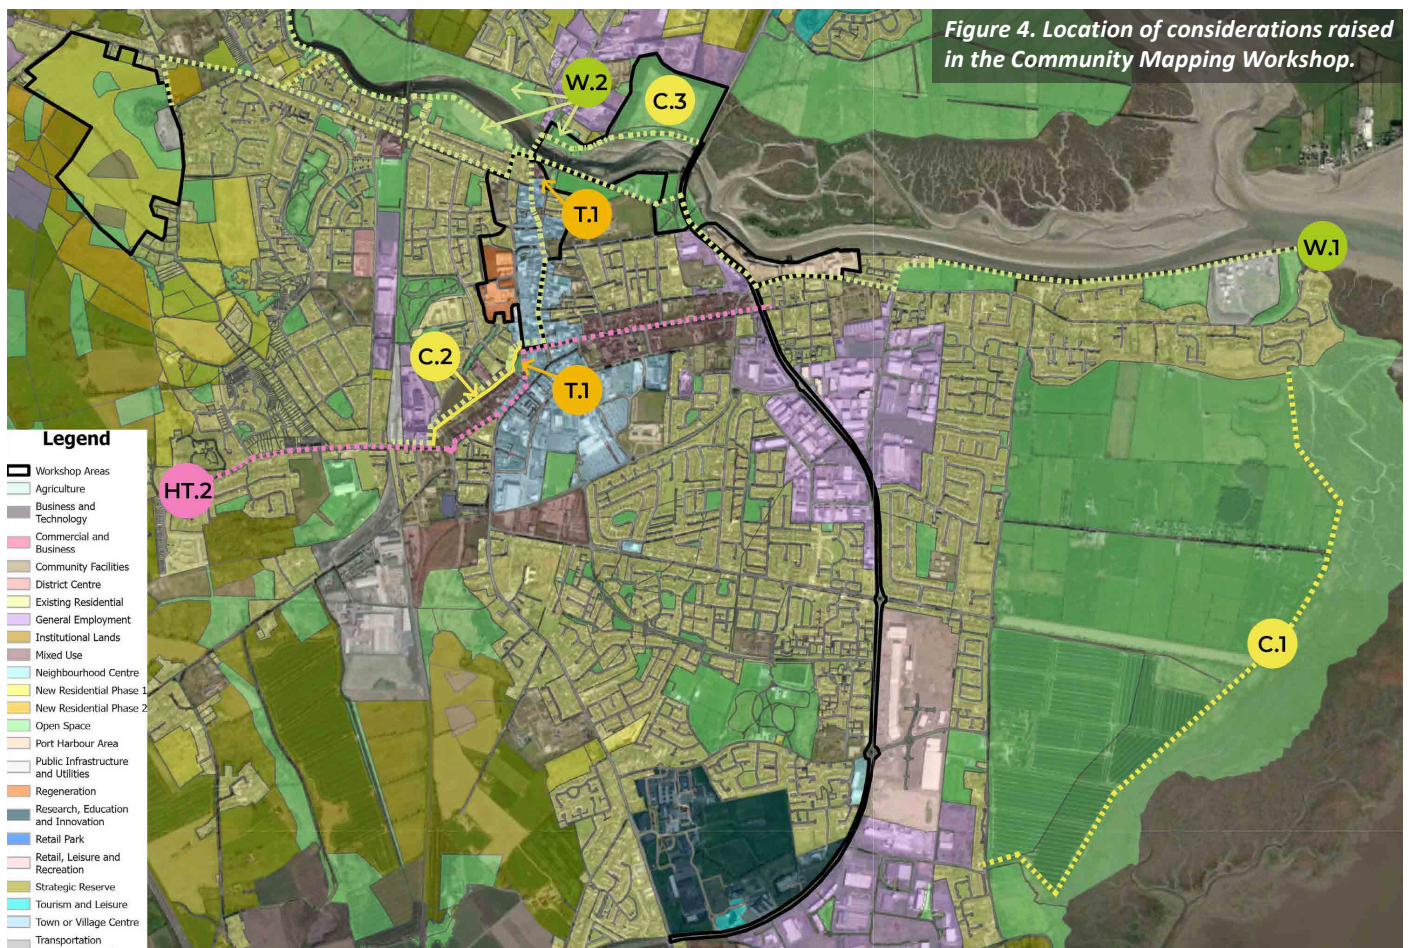 Figure 4. Location of considerations raised
in the Community Mapping Workshop.
W.2
C.3
T.1
W.1
C.2
T.1
HT.2
C.1
Legend
Workshop Areas
Agriculture
Business and
Technology
Commercial and
Business
Community Facilities
District Centre
Existing Residential
General Employment
Institutional Lands
Mixed Use
Neighbourhood Centre
New Residential Phase 1
New Residential Phase 2
Open Space
Port Harbour Area
Public Infrastructure
and Utilities
Regeneration
Research, Education
and Innovation
Retail Park
Retail, Leisure and
Recreation
Strategic Reserve
Tourism and Leisure
Town or Village Centre
Transportation